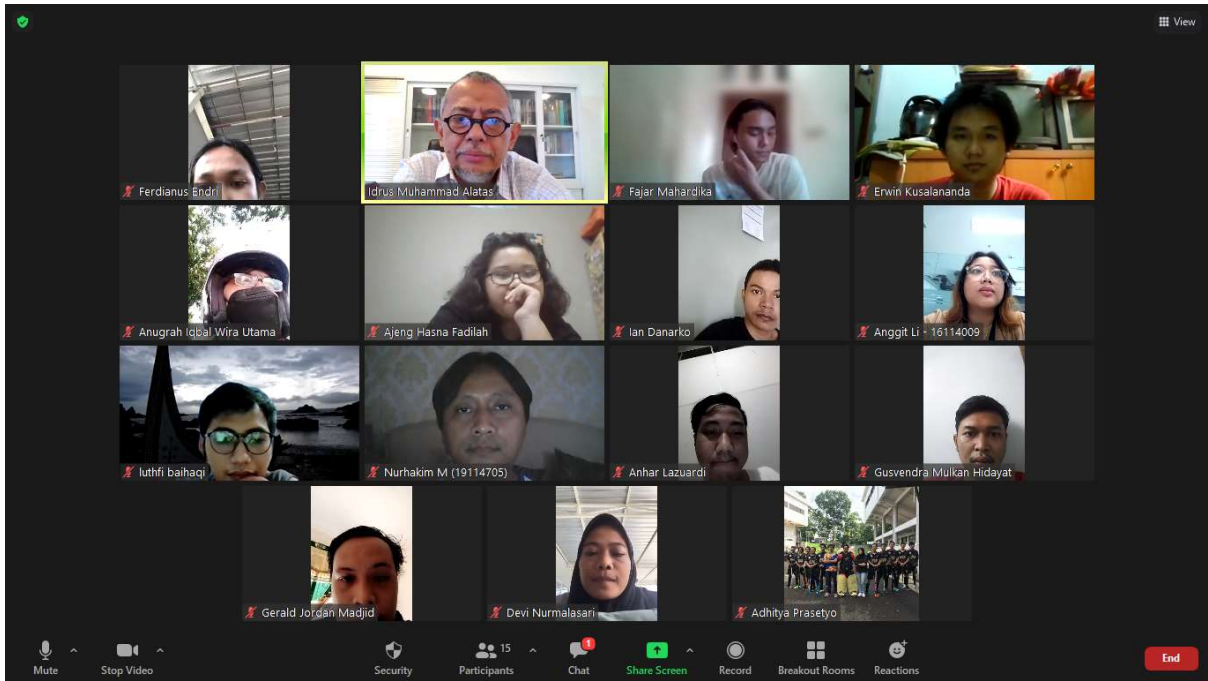 View
Ferdianus Endri
Idrus Muhammad Alatas
Fajar Mahardika
Erwin Kusalananda
Anugrah Iqbal Wira Utama
Ajeng Hasna Fadilah
Ian Danarko
Anggit Li - 16114009
luthfi baihaqi
Nurhakim M (19114705)
Anhar Lazuardi
Gusvendra Mulkan Hidayat
Gerald Jordan Madjid
Devi Nurmalasari
Adhitya Prasetyo
Mute
Stop Video
Security
15
Participants
1
Chat
Share Screen
Record
Breakout Rooms
Reactions
End